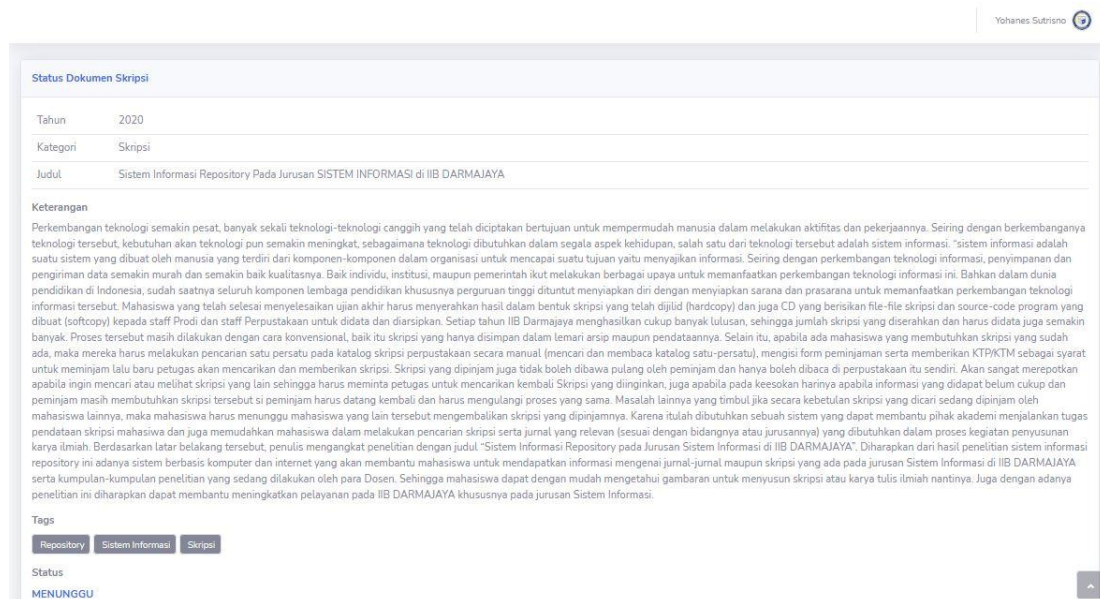 Yohanes Sutrisno
Status Dokumen Skripsi
Tahun 2020
Kategori Skripsi
Judul Sistem Informasi Repository Pada Jurusan SISTEM INFORMASI di IIB DARMAJAYA
Keterangan
Perkembangan teknologi semakin pesat, banyak sekali teknologi-teknologi canggih yang telah diciptakan bertujuan untuk mempermudah manusia dalam melakukan aktifitas dan pekerjaannya. Seiring dengan berkembanganya
teknologi tersebut, kebutuhan akan teknologi pun semakin meningkat, sebagaimana teknologi dibutuhkan dalam segala aspek kehidupan, salah satu dari teknologi tersebut adalah sistem informasi. "sistem informasi adalah
suatu sistem yang dibuat oleh manusia yang terdiri dari komponen-komponen dalam organisasi untuk mencapai suatu tujuan yaitu menyajikan informasi. Seiring dengan perkembangan teknologi informasi, penyimpanan dan
pengiriman data semakin murah dan semakin baik kualitasnya. Baik individu, institusi, maupun pemerintah ikut melakukan berbagai upaya untuk memanfaatkan perkembangan teknologi informasi ini. Bahkan dalam dunia
pendidikan di Indonesia, sudah saatnya seluruh komponen lembaga pendidikan khususnya perguruan tinggi dituntut menyiapkan diri dengan menyiapkan sarana dan prasarana untuk memanfaatkan perkembangan teknologi
informasi tersebut. Mahasiswa yang telah selesai menyelesaikan ujian akhir harus menyerahkan hasil dalam bentuk skripsi yang telah dijilid (hardcopy) dan juga CD yang berisikan file-file skripsi dan source-code program yang
dibuat (softcopy) kepada staff Prodi dan staff Perpustakaan untuk didata dan diarsipkan. Setiap tahun IIB Darmajaya menghasilkan cukup banyak lulusan, sehingga jumlah skripsi yang diserahkan dan harus didata juga semakin
banyak. Proses tersebut masih dilakukan dengan cara konvensional, baik itu skripsi yang hanya disimpan dalam lemari arsip maupun pendataannya. Selain itu, apabila ada mahasiswa yang membutuhkan skripsi yang sudah
ada, maka mereka harus melakukan pencarian satu persatu pada katalog skripsi perpustakaan secara manual (mencari dan membaca katalog satu-persatu), mengisi form peminjaman serta memberikan KTP/KTM sebagai syarat
untuk meminjam lalu baru petugas akan mencarikan dan memberikan skripsi. Skripsi yang dipinjam juga tidak boleh dibawa pulang oleh peminjam dan hanya boleh dibaca di perpustakaan itu sendiri. Akan sangat merepotkan
apabila ingin mencari atau melihat skripsi yang lain sehingga harus meminta petugas untuk mencarikan kembali Skripsi yang diinginkan, juga apabila pada keesokan harinya apabila informasi yang didapat belum cukup dan
peminjam masih membutuhkan skripsi tersebut si peminjam harus datang kembali dan harus mengulangi proses yang sama. Masalah lainnya yang timbul jika secara kebetulan skripsi yang dicari sedang dipinjam oleh
mahasiswa lainnya, maka mahasiswa harus menunggu mahasiswa yang lain tersebut mengembalikan skripsi yang dipinjamnya. Karena itulah dibutuhkan sebuah sistem yang dapat membantu pihak akademi menjalankan tugas
pendataan skripsi mahasiwa dan juga memudahkan mahasiswa dalam melakukan pencarian skripsi serta jurnal yang relevan (sesuai dengan bidangnya atau jurusannya) yang dibutuhkan dalam proses kegiatan penyusunan
karya ilmiah. Berdasarkan latar belakang tersebut, penulis mengangkat penelitian dengan judul "Sistem Informasi Repository pada Jurusan Sistem Informasi di IIB DARMAJAYA". Diharapkan dari hasil penelitian sistem informasi
repository ini adanya sistem berbasis komputer dan internet yang akan membantu mahasiswa untuk mendapatkan informasi mengenai jurnal-jurnal maupun skripsi yang ada pada jurusan Sistem Informasi di IIB DARMAJAYA
serta kumpulan-kumpulan penelitian yang sedang dilakukan oleh para Dosen. Sehingga mahasiswa dapat dengan mudah mengetahui gambaran untuk menyusun skripsi atau karya tulis ilmiah nantinya. Juga dengan adanya
penelitian ini diharapkan dapat membantu meningkatkan pelayanan pada IIB DARMAJAYA khususnya pada jurusan Sistem Informasi.
Tags
Repository Sistem Informasi Skripsi
Status
MENUNGGU